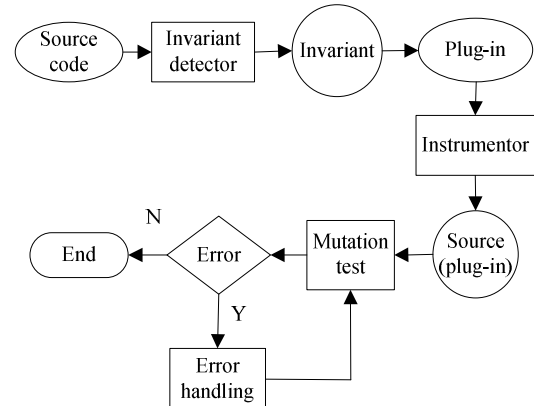 Source
code
Invariant
detector
Invariant
Plug-in
Instrumentor
Source
(plug-in)
Mutation
test
Error
N
End
Y
Error
handling